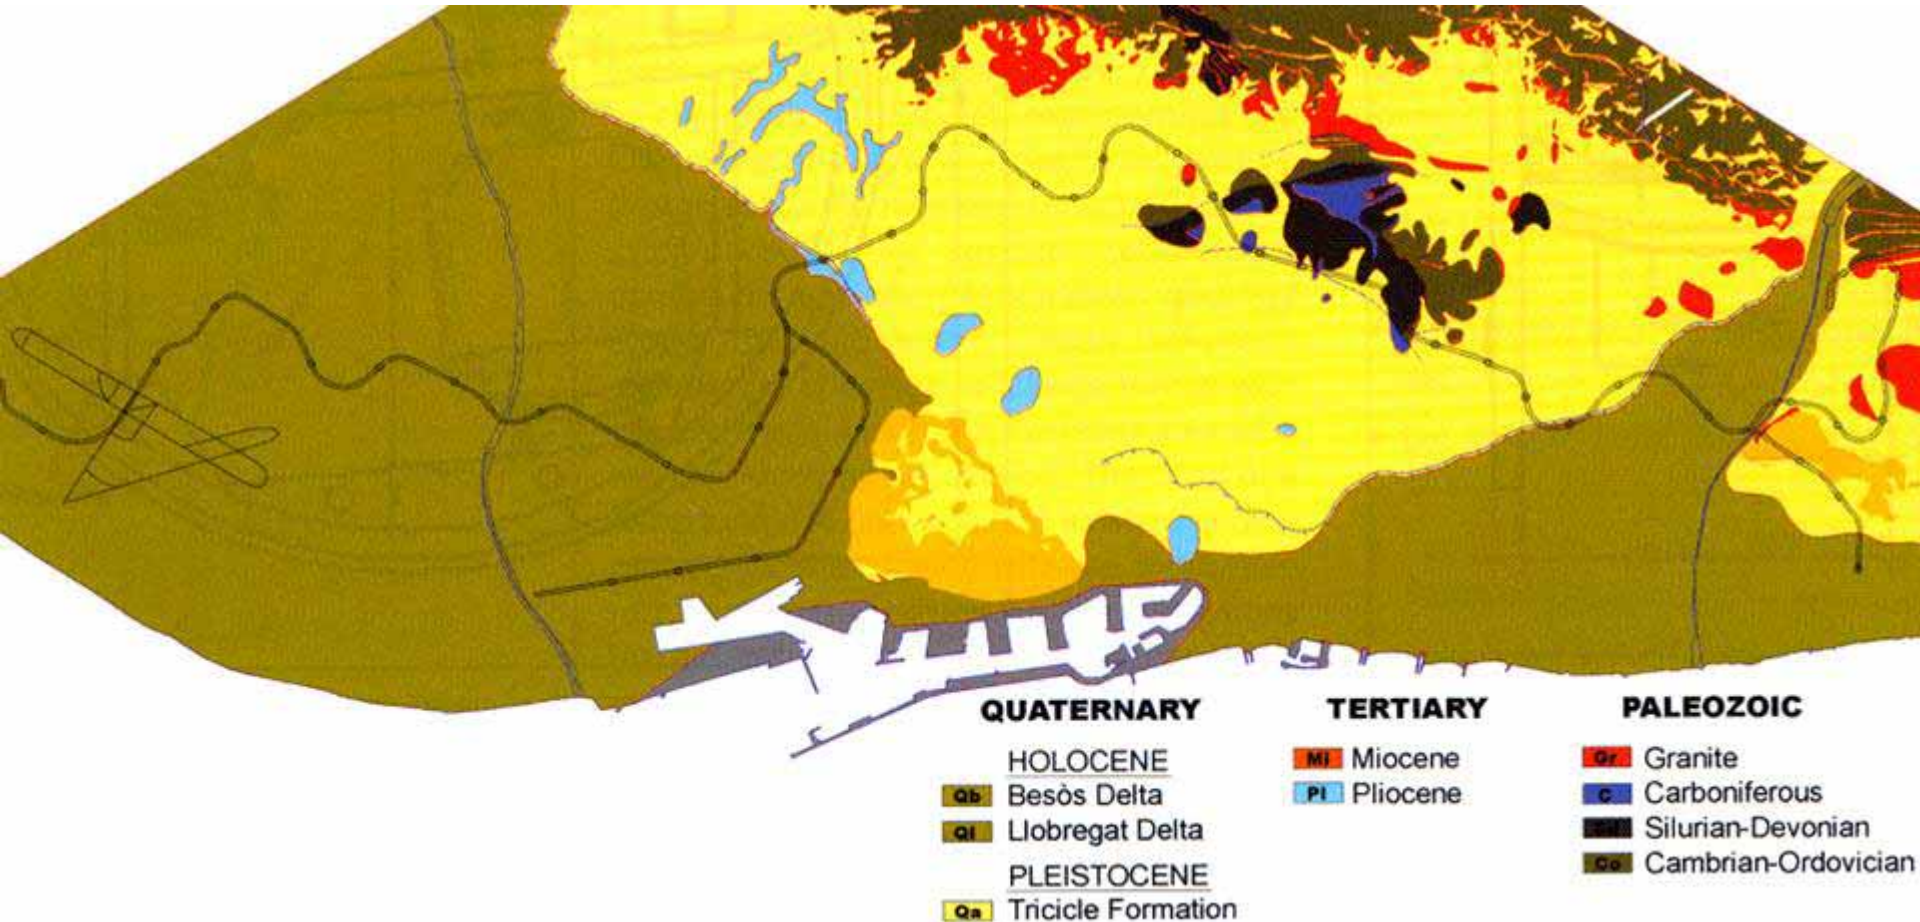 QUATERNARY
HOLOCENE
Qb Besòs Delta
Ql Llobregat Delta
PLEISTOCENE
Qa Tricicle Formation
TERTIARY
Mi Miocene
Pl Pliocene
PALEOZOIC
Gr Granite
C Carboniferous
Silurian-Devonian
Co Cambrian-Ordovician